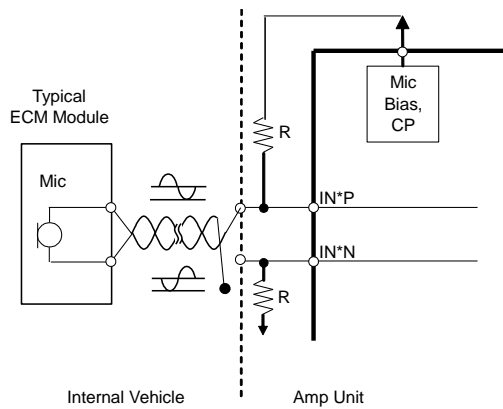 Typical
ECM Module
Mic
Mic
Bias,
CP
R
IN*P
IN*N
R
Internal Vehicle
Amp Unit